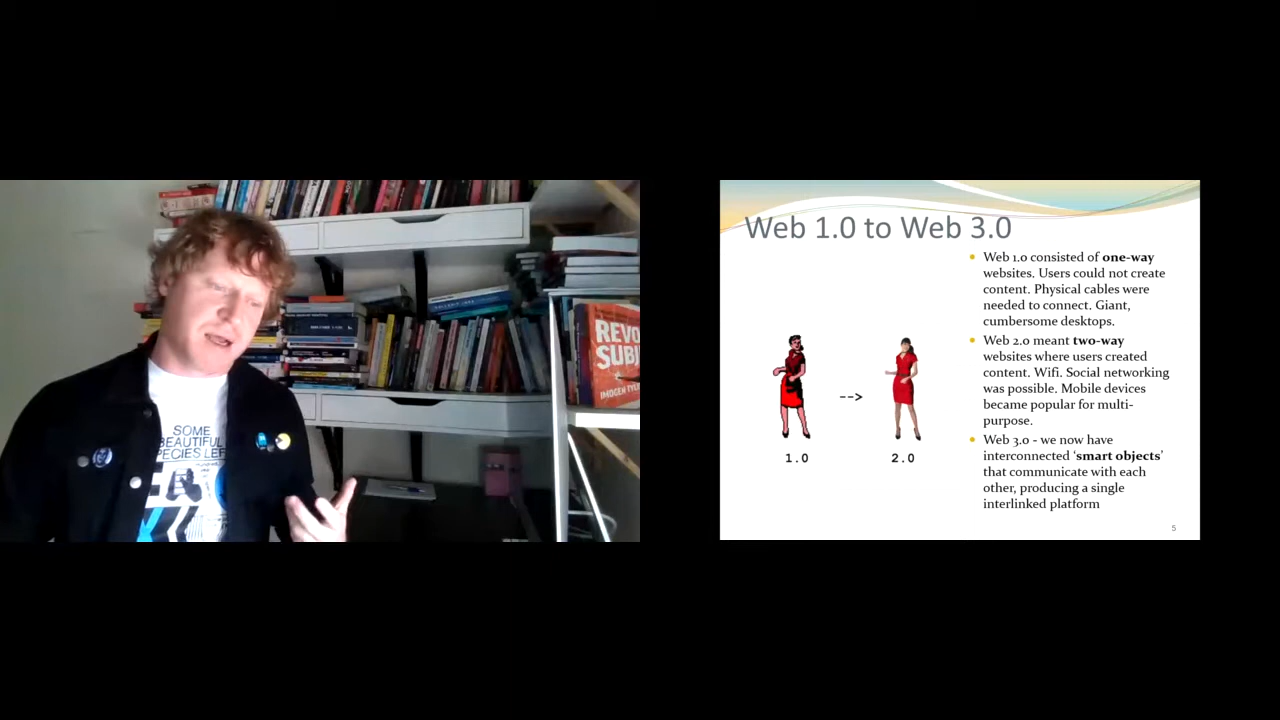 REVO
SUBJ
IMOGEN TYLE
SOME
BEAUTIFUL
SPECIES LEF
Web 1.0 to Web 3.0
Web 1.0 consisted of one-way
websites. Users could not create
content. Physical cables were
needed to connect. Giant,
cumbersome desktops.
Web 2.0 meant two-way
websites where users created
content. Wifi. Social networking
was possible. Mobile devices
became popular for multi-
purpose.
Web 3.0 - we now have
interconnected ‘smart objects’
that communicate with each
other, producing a single
interlinked platform
-->
1.0
2.0
5